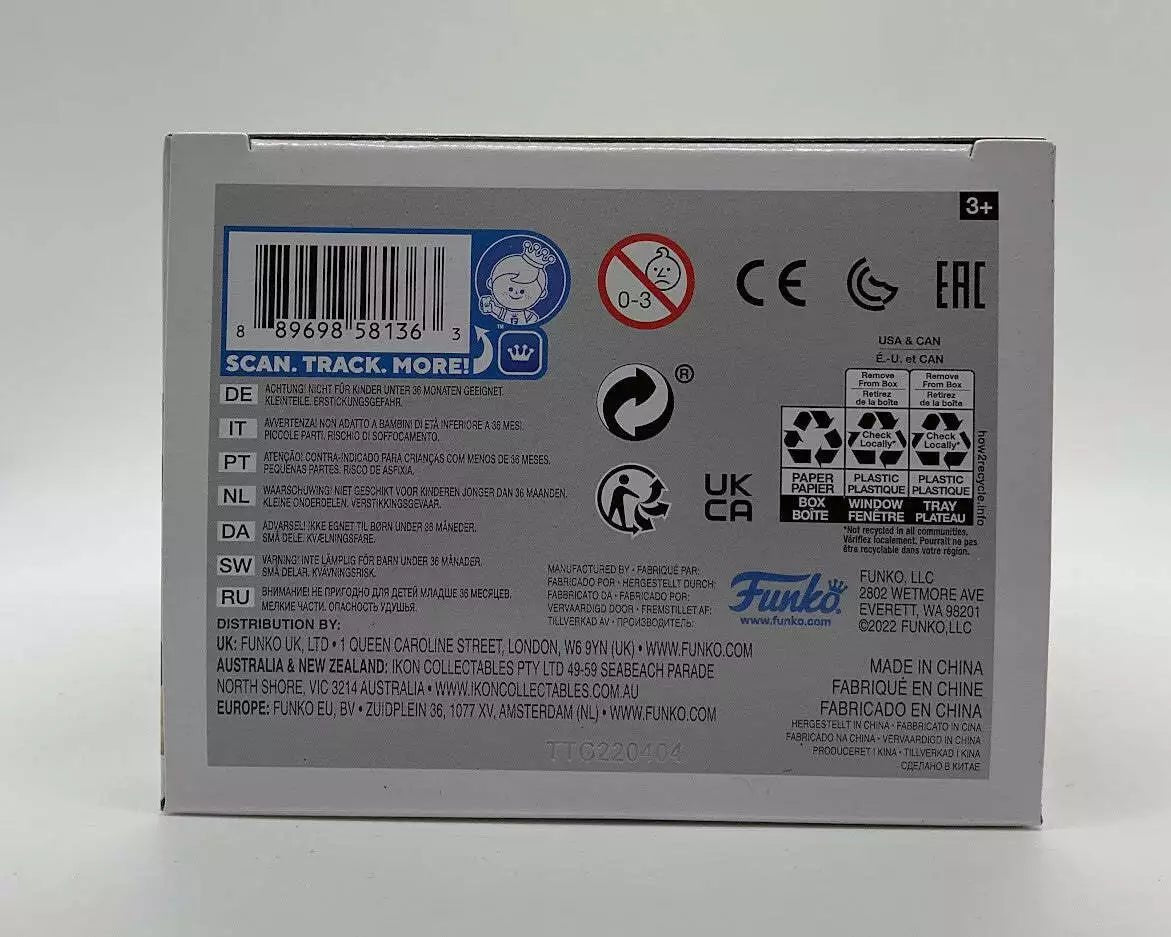 3+
8 89698 58136 3
™
SCAN. TRACK. MORE!
0-3
CE
EAC
®
UK
CA
USA & CAN
É.-U. et CAN
Remove
From Box
Retirez
de la boîte
Remove
From Box
Retirez
de la boîte
Check
Locally*
Check
Locally*
PAPER
PAPIER
PLASTIC
PLASTIQUE
PLASTIC
PLASTIQUE
BOX
BOÎTE
WINDOW
FENÊTRE
TRAY
PLATEAU
how2recycle.info
*Not recycled in all communities.
Vérifiez localement. Pourrait ne pas
être recyclable dans votre région.
DE ACHTUNG! NICHT FÜR KINDER UNTER 36 MONATEN GEEIGNET.
KLEINTEILE. ERSTICKUNGSGEFAHR.
IT AVVERTENZA! NON ADATTO A BAMBINI DI ETÀ INFERIORE A 36 MESI.
PICCOLE PARTI. RISCHIO DI SOFFOCAMENTO.
PT ATENÇÃO! CONTRA-INDICADO PARA CRIANÇAS COM MENOS DE 36 MESES.
PEQUENAS PARTES. RISCO DE ASFIXIA.
NL WAARSCHUWING! NIET GESCHIKT VOOR KINDEREN JONGER DAN 36 MAANDEN.
KLEINE ONDERDELEN. VERSTIKKINGSGEVAAR.
DA ADVARSEL! IKKE EGNET TIL BØRN UNDER 36 MÅNEDER.
SMÅ DELE. KVÆLNINGSFARE.
SW VARNING! INTE LÄMPLIG FÖR BARN UNDER 36 MÅNADER.
SMÅ DELAR. KVÄVNINGSRISK.
RU ВНИМАНИЕ! НЕ ПРИГОДНО ДЛЯ ДЕТЕЙ МЛАДШЕ 36 МЕСЯЦЕВ.
МЕЛКИЕ ЧАСТИ. ОПАСНОСТЬ УДУШЬЯ.
MANUFACTURED BY • FABRIQUÉ PAR:
FABRICADO POR • HERGESTELLT DURCH:
FABBRICATO DA • FABRICADO POR:
VERVAARDIGD DOOR • FREMSTILLET AF:
TILLVERKAD AV • ПРОИЗВОДИТЕЛЬ:
Funko
www.funko.com
FUNKO, LLC
2802 WETMORE AVE
EVERETT, WA 98201
©2022 FUNKO,LLC
DISTRIBUTION BY:
UK: FUNKO UK, LTD • 1 QUEEN CAROLINE STREET, LONDON, W6 9YN (UK) • WWW.FUNKO.COM
AUSTRALIA & NEW ZEALAND: IKON COLLECTABLES PTY LTD 49-59 SEABEACH PARADE
NORTH SHORE, VIC 3214 AUSTRALIA • WWW.IKONCOLLECTABLES.COM.AU
EUROPE: FUNKO EU, BV • ZUIDPLEIN 36, 1077 XV, AMSTERDAM (NL) • WWW.FUNKO.COM
MADE IN CHINA
FABRIQUÉ EN CHINE
FABRICADO EN CHINA
HERGESTELLT IN CHINA • FABBRICATO IN CINA
FABRICADO NA CHINA • VERVAARDIGD IN CHINA
PRODUCERET I KINA • TILLVERKAD I KINA
СДЕЛАНО В КИТАЕ
TTG220404